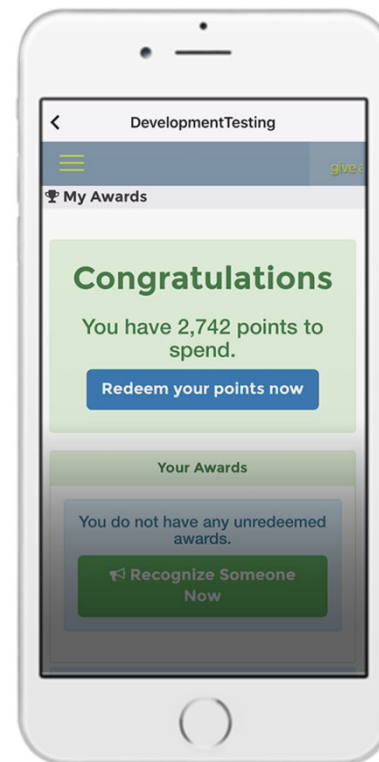 DevelopmentTesting
give a
My Awards
Congratulations
You have 2,742 points to
spend.
Redeem your points now
Your Awards
You do not have any unredeemed
awards.
Recognize Someone
Now